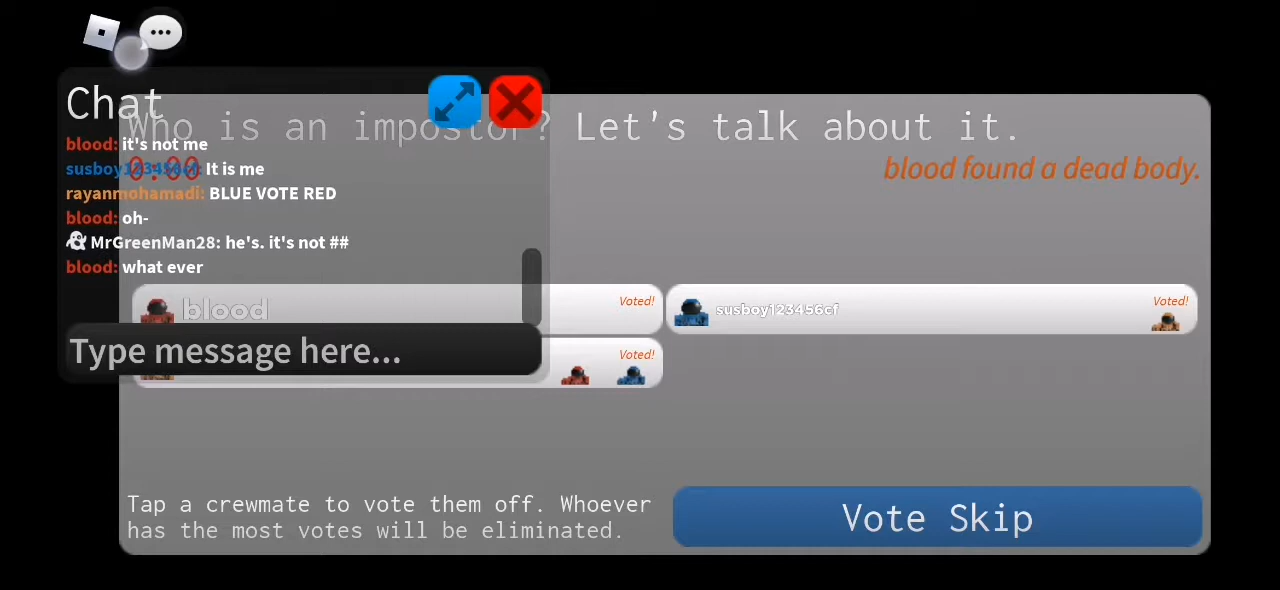 Chat
Who is an impostor? Let's talk about it.
blood: it's not me
0:00
blood found a dead body.
susboy123456cf: It is me
rayanmohamadi: BLUE VOTE RED
blood: oh-
MrGreenMan28: he's. it's not ##
blood: what ever
blood
Voted!
susboy123456cf
Voted!
Type message here...
Voted!
Tap a crewmate to vote them off. Whoever
has the most votes will be eliminated.
Vote Skip